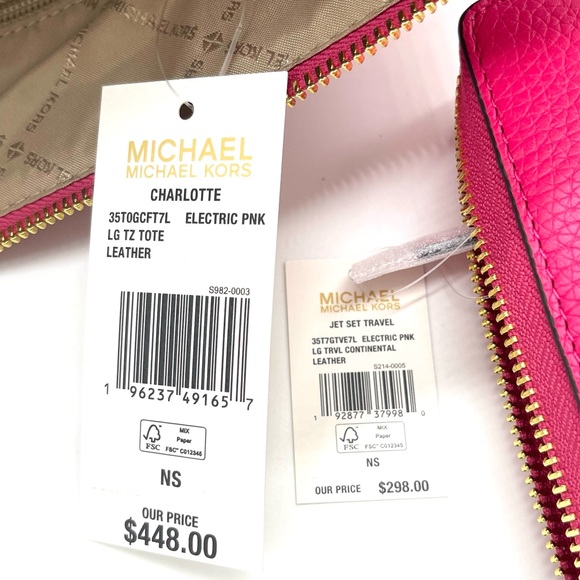 MICHAEL KORS
MICHAEL
MICHAEL KORS
CHARLOTTE
35T0GCFT7L ELECTRIC PNK
LG TZ TOTE
LEATHER
S982-0003
1 96237 49165 7
FSC
MIX
Paper
FSC® C012345
NS
OUR PRICE
$448.00
MICHAEL
MICHAEL KORS
JET SET TRAVEL
35T7GTVE7L ELECTRIC PNK
LG TRVL CONTINENTAL
LEATHER
S214-0005
1 92877 37998 0
FSC
MIX
Paper
FSC® C012345
NS
OUR PRICE $298.00